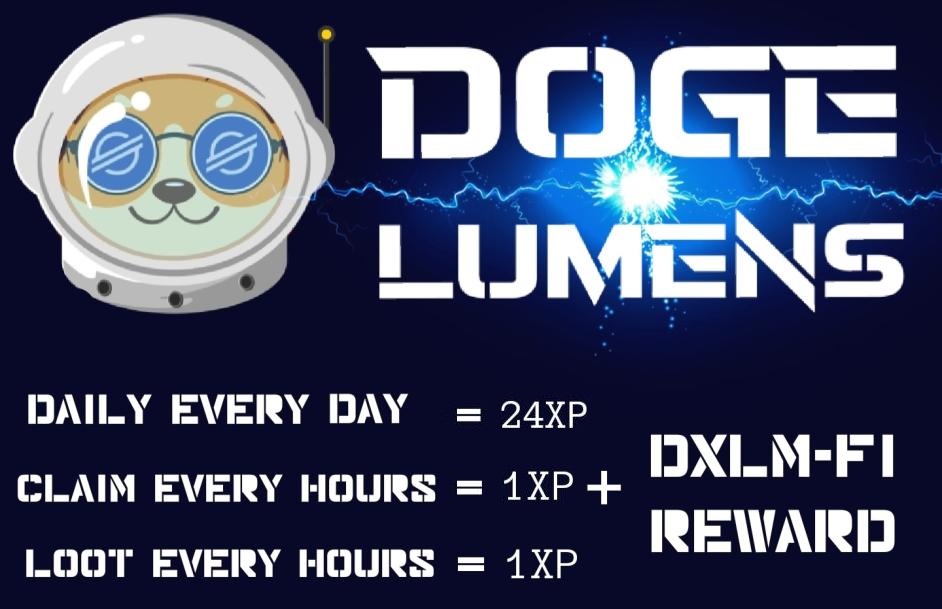 DOGE
LUMENS
DAILY EVERY DAY = 24XP
CLAIM EVERY HOURS = 1XP +
LOOT EVERY HOURS = 1XP
DXLM-FI
REWARD